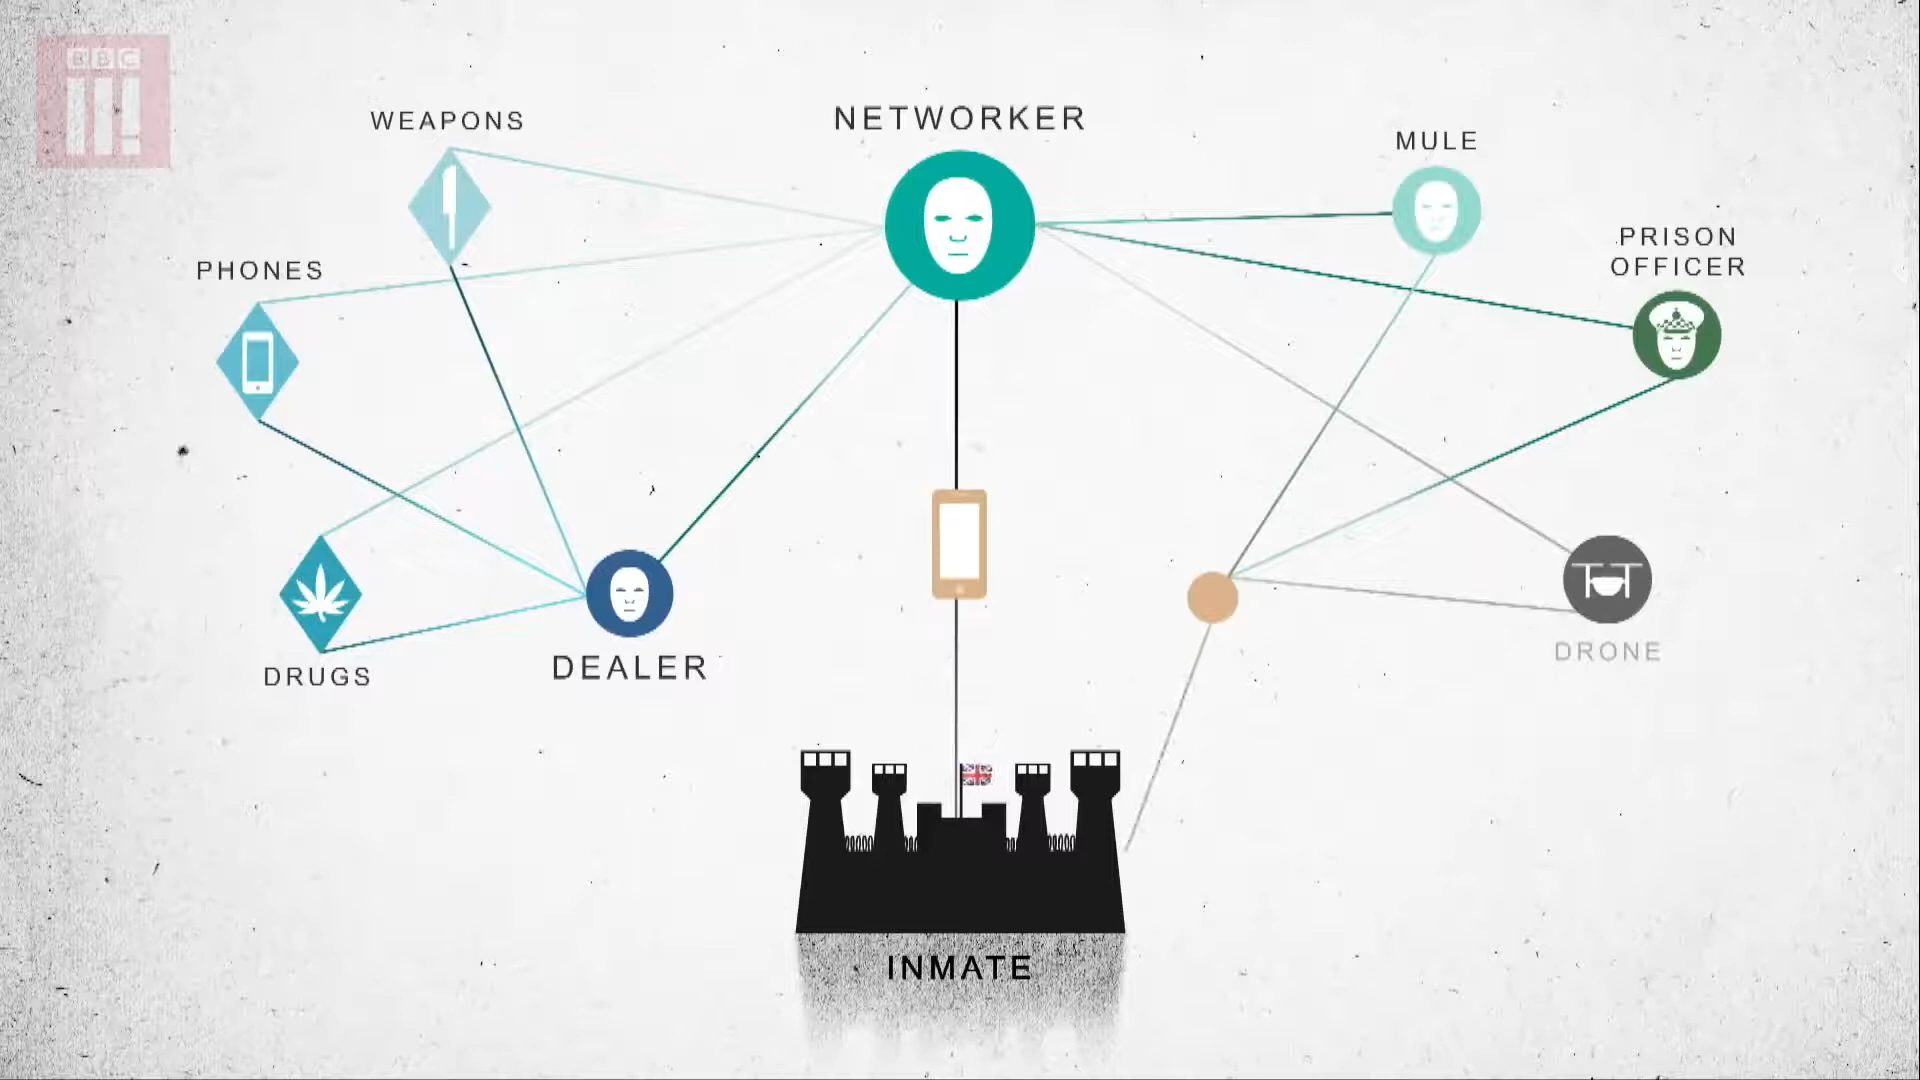 BBC
WEAPONS
NETWORKER
MULE
PRISON
OFFICER
PHONES
DRUGS
DEALER
DRONE
INMATE